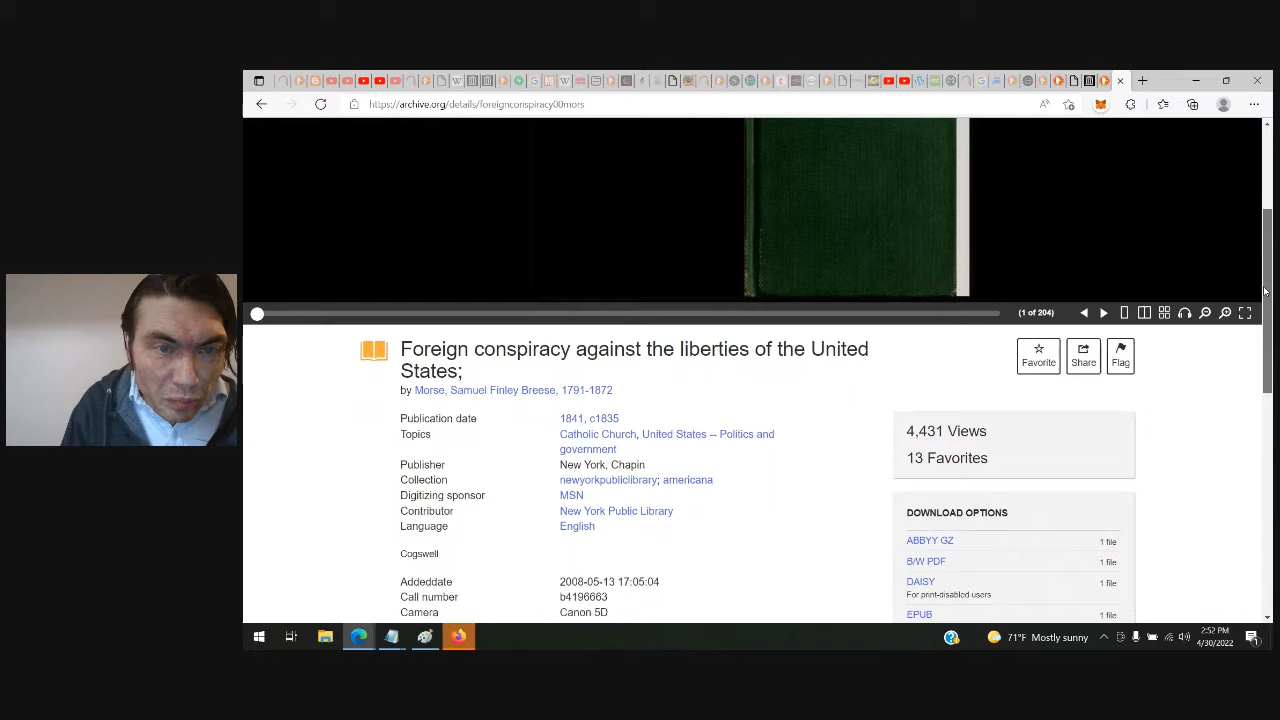 https://archive.org/details/foreignconspiracy00mors
(1 of 204)
Foreign conspiracy against the liberties of the United
States;
by Morse, Samuel Finley Breese, 1791-1872
Favorite
Share
Flag
Publication date 1841, c1835
Topics Catholic Church, United States -- Politics and
government
Publisher New York, Chapin
Collection newyorkpubliclibrary; americana
Digitizing sponsor MSN
Contributor New York Public Library
Language English
Cogswell
Addeddate 2008-05-13 17:05:04
Call number b4196663
Camera Canon 5D
4,431 Views
13 Favorites
DOWNLOAD OPTIONS
ABBYY GZ 1 file
B/W PDF 1 file
DAISY 1 file
For print-disabled users
EPUB 1 file
71°F Mostly sunny
2:52 PM
4/30/2022